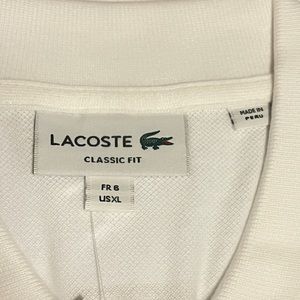 LACOSTE
CLASSIC FIT
FR 6
US XL
MADE IN
PERU